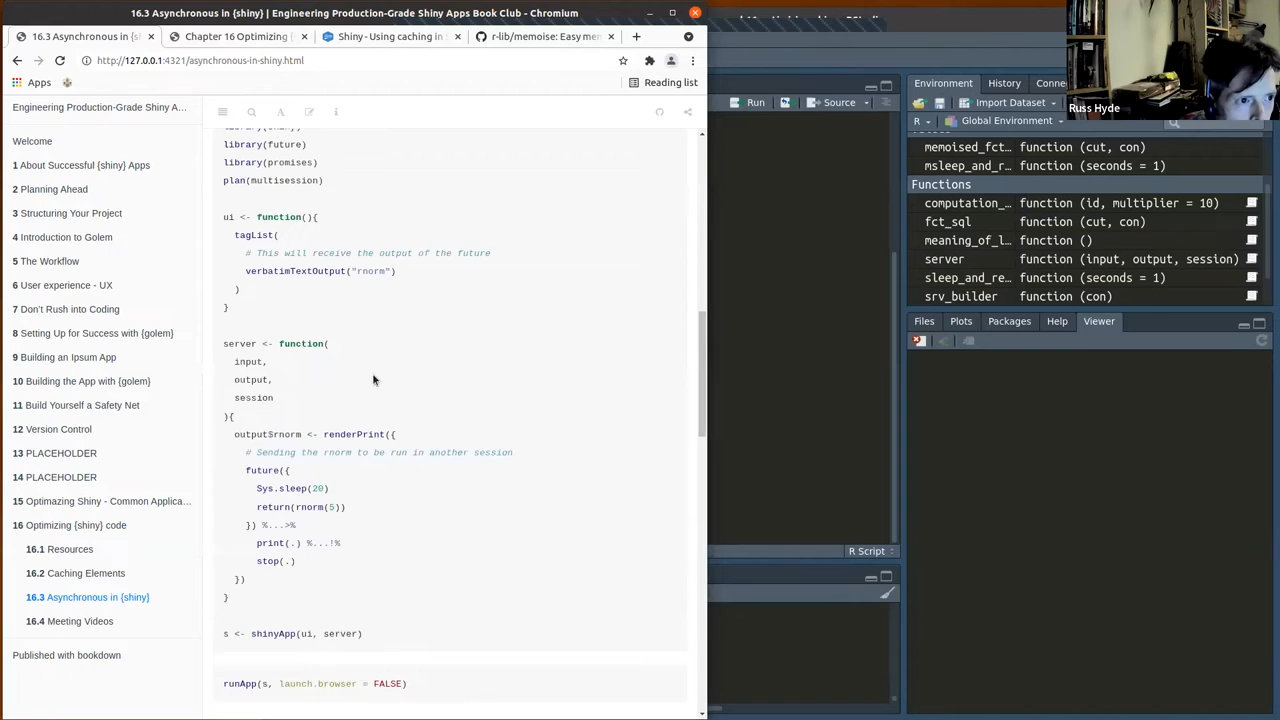 16.3 Asynchronous in {shiny} | Engineering Production-Grade Shiny Apps Book Club - Chromium
16.3 Asynchronous in {s
Chapter 16 Optimizing
Shiny - Using caching in S
r-lib/memoise: Easy mem
http://127.0.0.1:4321/asynchronous-in-shiny.html
Apps
Reading list
Engineering Production-Grade Shiny A...
Welcome
1 About Successful {shiny} Apps
2 Planning Ahead
3 Structuring Your Project
4 Introduction to Golem
5 The Workflow
6 User experience - UX
7 Don't Rush into Coding
8 Setting Up for Success with {golem}
9 Building an Ipsum App
10 Building the App with {golem}
11 Build Yourself a Safety Net
12 Version Control
13 PLACEHOLDER
14 PLACEHOLDER
15 Optimazing Shiny - Common Applica...
16 Optimizing {shiny} code
16.1 Resources
16.2 Caching Elements
16.3 Asynchronous in {shiny}
16.4 Meeting Videos
Published with bookdown
library(future)
library(promises)
plan(multisession)
ui <- function(){
tagList(
# This will receive the output of the future
verbatimTextOutput("rnorm")
)
}
server <- function(
input,
output,
session
){
output$rnorm <- renderPrint({
# Sending the rnorm to be run in another session
future({
Sys.sleep(20)
return(rnorm(5))
}) %...>%
print(.) %...!%
stop(.)
})
}
s <- shinyApp(ui, server)
runApp(s, launch.browser = FALSE)
Run
Source
R Script
Environment
History
Conne
Import Dataset
R
Global Environment
memoised_fct… function (cut, con)
msleep_and_r… function (seconds = 1)
Functions
computation_… function (id, multiplier = 10)
fct_sql function (cut, con)
meaning_of_l… function ()
server function (input, output, session)
sleep_and_re… function (seconds = 1)
srv_builder function (con)
Files
Plots
Packages
Help
Viewer
Russ Hyde